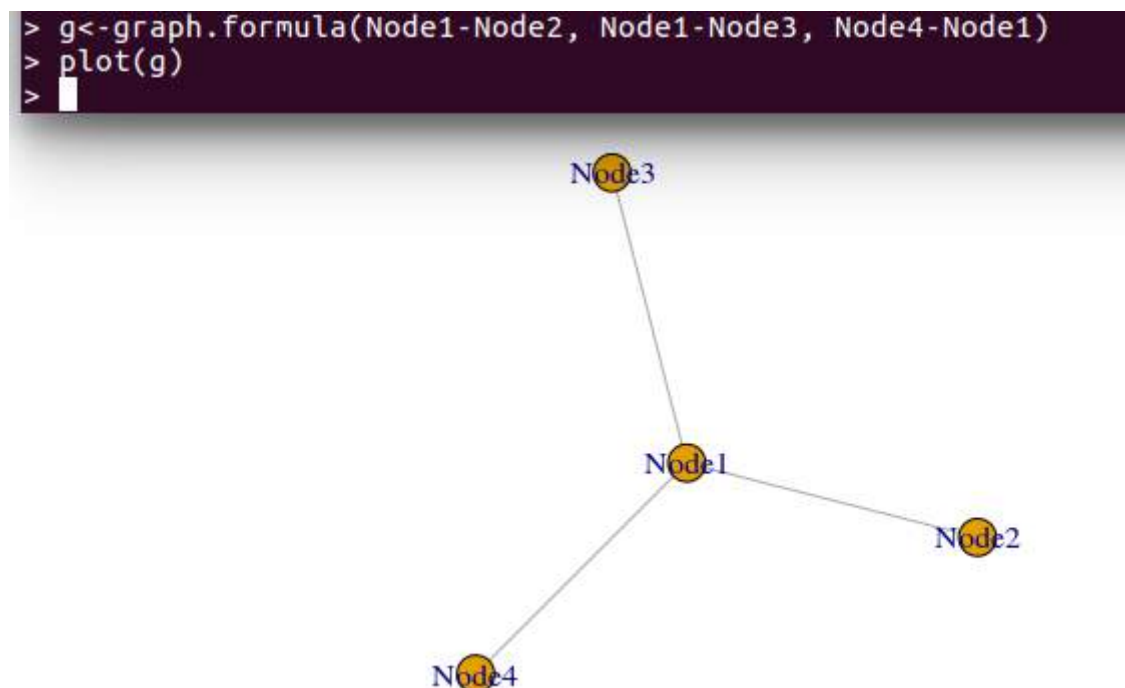 > g<-graph.formula(Node1-Node2, Node1-Node3, Node4-Node1)
> plot(g)
>
Node3
Node1
Node2
Node4